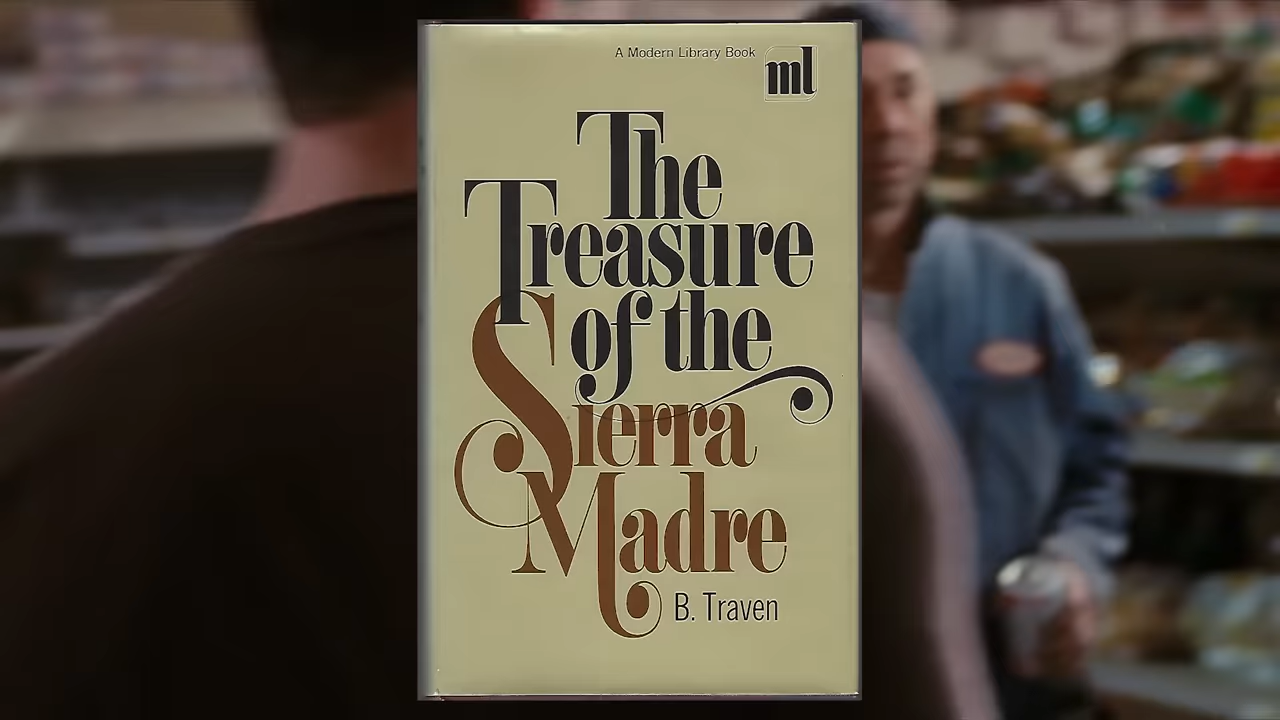 A Modern Library Book
ml
The
Treasure
of the
Sierra
Madre
B. Traven